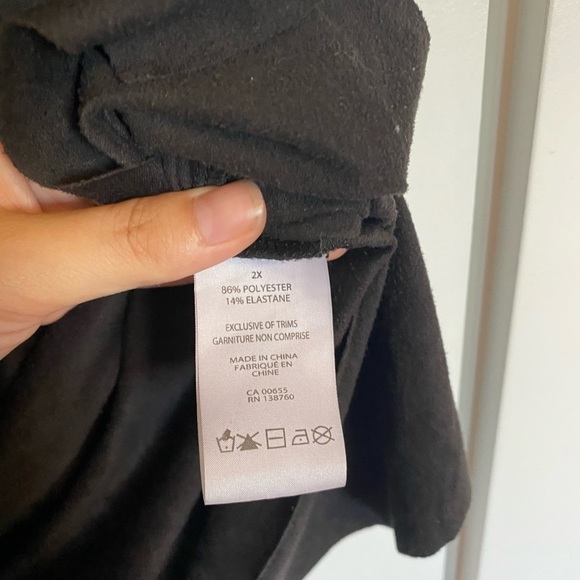 2X
86% POLYESTER
14% ELASTANE
EXCLUSIVE OF TRIMS
GARNITURE NON COMPRISE
MADE IN CHINA
FABRIQUÉ EN
CHINE
CA 00655
RN 138760